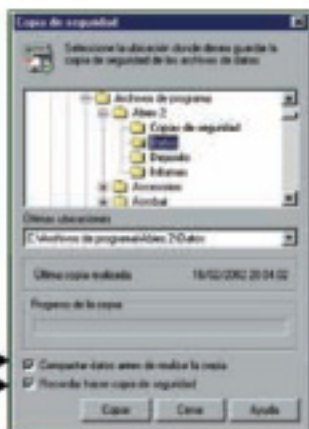 Copia de seguridad
Seleccione la ubicación donde desea guardar la
copia de seguridad de los archivos de datos
Archivos de programa
Abies 2
Copias de seguridad
Datos
Deposito
Informes
Accesorios
Acrobat
Últimas ubicaciones
C:\Archivos de programa\Abies 2\Datos
Última copia realizada 18/02/2002 20:04:02
Progreso de la copia
Compactar datos antes de realizar la copia
Recordar hacer copia de seguridad
Copiar Cerrar Ayuda